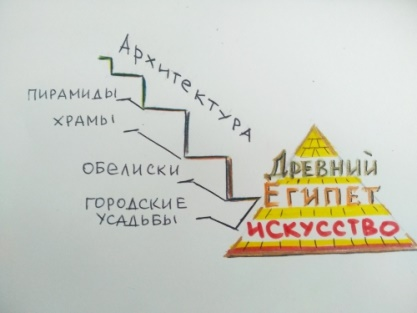 Архитектура
ПИРАМИДЫ
ХРАМЫ
ОБЕЛИСКИ
ГОРОДСКИЕ
УСАДЬБЫ
ДРЕВНИЙ
ЕГИПЕТ
ИСКУССТВО